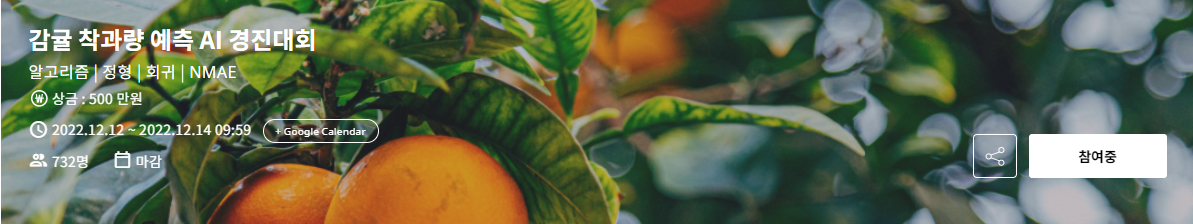 감귤 착과량 예측 AI 경진대회
알고리즘 | 정형 | 회귀 | NMAE
₩ 상금 : 500 만원
2022.12.12 ~ 2022.12.14 09:59 + Google Calendar
732명 마감
참여중